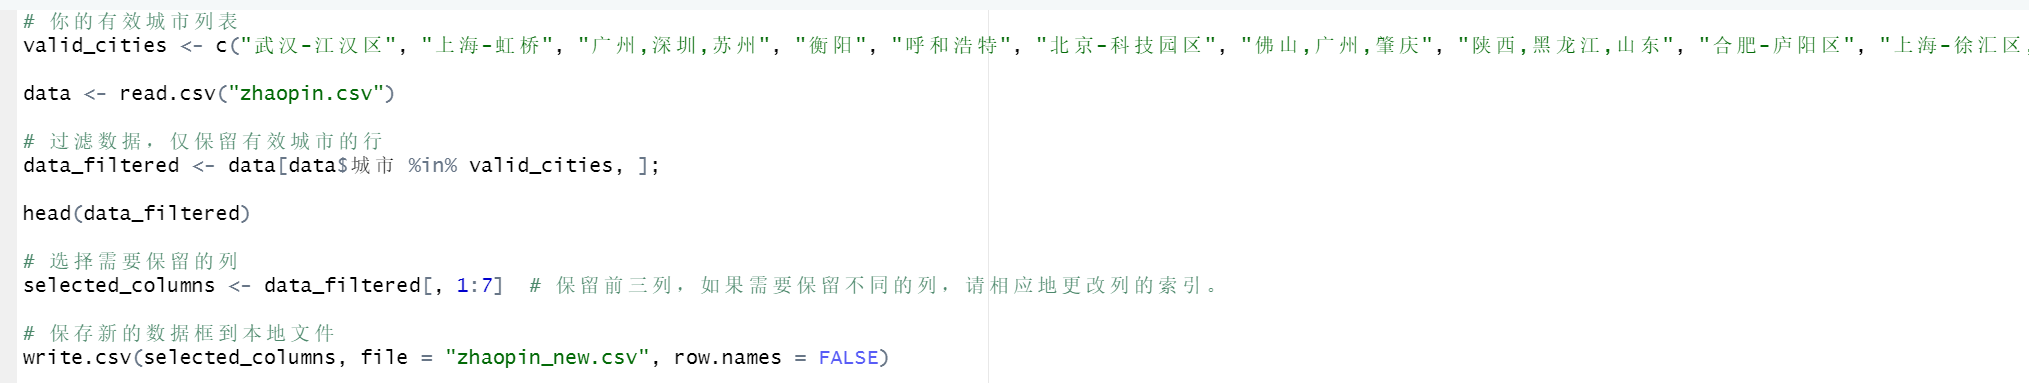 # 你的有效城市列表
valid_cities <- c("武汉-江汉区", "上海-虹桥", "广州,深圳,苏州", "衡阳", "呼和浩特", "北京-科技园区", "佛山,广州,肇庆", "陕西,黑龙江,山东", "合肥-庐阳区", "上海-徐汇区,
data <- read.csv("zhaopin.csv")
# 过滤数据，仅保留有效城市的行
data_filtered <- data[data$城市 %in% valid_cities, ];
head(data_filtered)
# 选择需要保留的列
selected_columns <- data_filtered[, 1:7]  # 保留前三列，如果需要保留不同的列，请相应地更改列的索引。
# 保存新的数据框到本地文件
write.csv(selected_columns, file = "zhaopin_new.csv", row.names = FALSE)